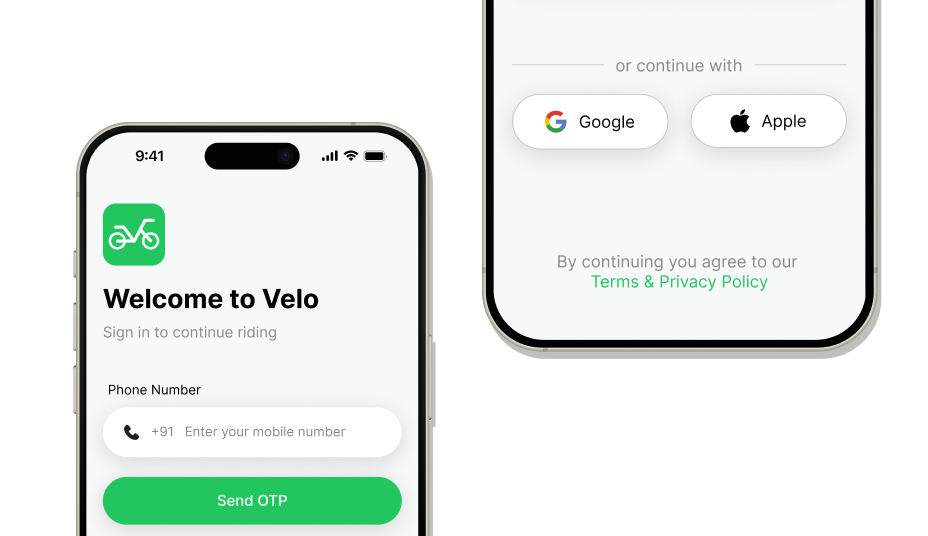 9:41
Welcome to Velo
Sign in to continue riding
Phone Number
+91 Enter your mobile number
Send OTP
or continue with
Google
Apple
By continuing you agree to our
Terms & Privacy Policy